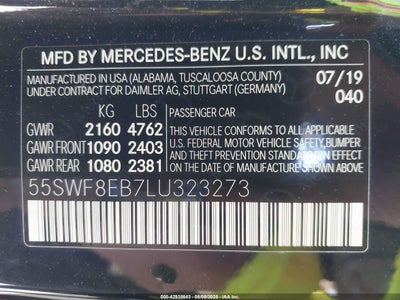 MFD BY MERCEDES-BENZ U.S. INTL., INC
MANUFACTURED IN USA (ALABAMA, TUSCALOOSA COUNTY) 07/19
UNDER CONTRACT FOR DAIMLER AG, STUTTGART (GERMANY) 040
KG LBS PASSENGER CAR
GVWR 2160 4762 THIS VEHICLE CONFORMS TO ALL APPLICABLE
GAWR FRONT 1090 2403 U.S. FEDERAL MOTOR VEHICLE SAFETY, BUMPER,
GAWR REAR 1080 2381 AND THEFT PREVENTION STANDARDS IN EFFECT ON THE DATE OF MANUFACTURE SHOWN ABOVE.
55SWF8EB7LU323273